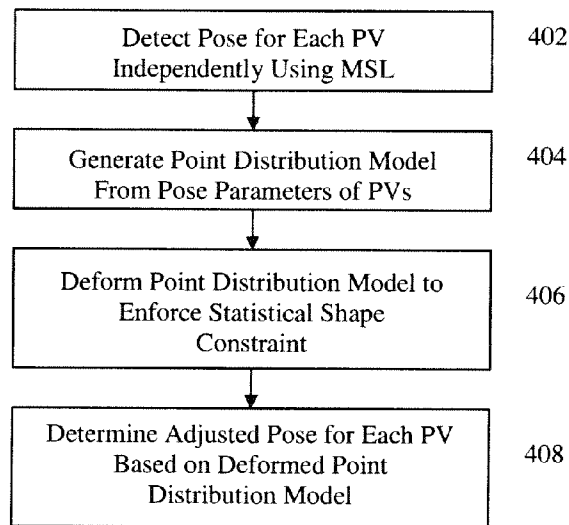 Detect Pose for Each PV
Independently Using MSL
402
Generate Point Distribution Model
From Pose Parameters of PVs
404
Deform Point Distribution Model to
Enforce Statistical Shape
Constraint
406
Determine Adjusted Pose for Each PV
Based on Deformed Point
Distribution Model
408